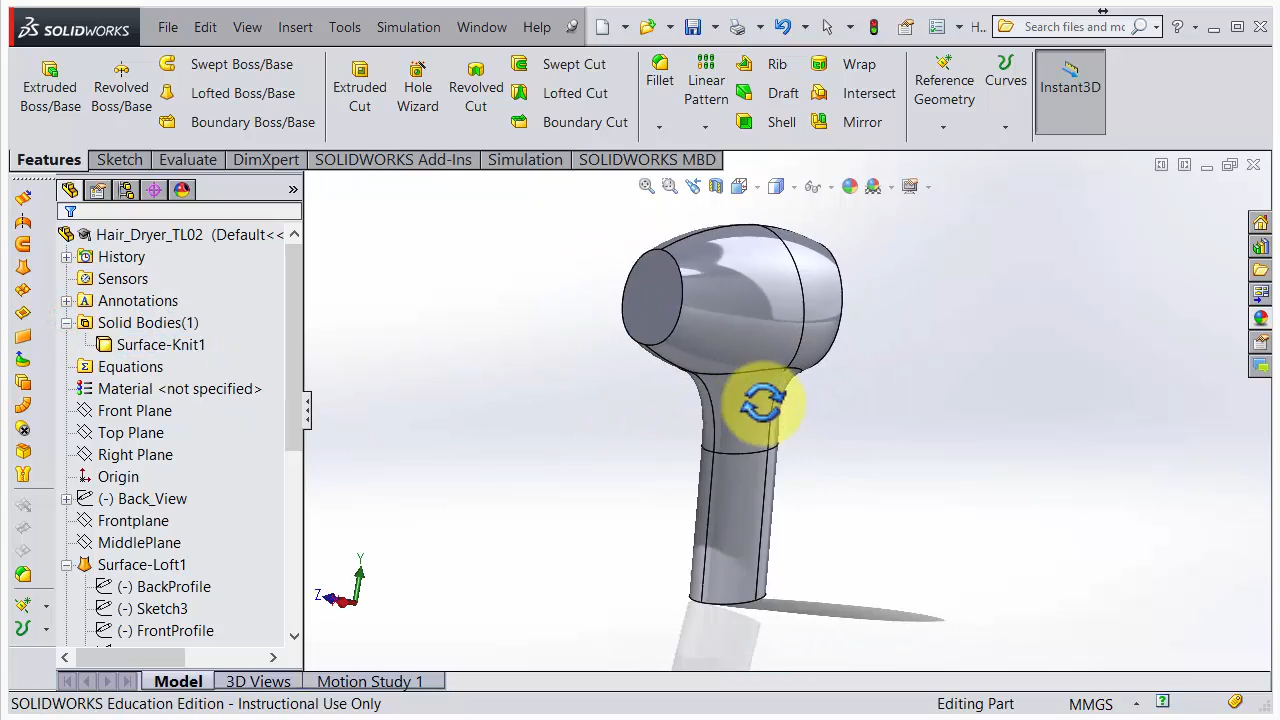 SOLIDWORKS File Edit View Insert Tools Simulation Window Help H.. Search files and mc ?
Extruded Boss/Base
Revolved Boss/Base
Swept Boss/Base
Lofted Boss/Base
Boundary Boss/Base
Extruded Cut
Hole Wizard
Revolved Cut
Swept Cut
Lofted Cut
Boundary Cut
Fillet
Linear Pattern
Rib
Draft
Shell
Wrap
Intersect
Mirror
Reference Geometry
Curves
Instant3D
Features Sketch Evaluate DimXpert SOLIDWORKS Add-Ins Simulation SOLIDWORKS MBD
Hair_Dryer_TL02 (Default<<
History
Sensors
Annotations
Solid Bodies(1)
Surface-Knit1
Equations
Material <not specified>
Front Plane
Top Plane
Right Plane
Origin
(-) Back_View
Frontplane
MiddlePlane
Surface-Loft1
(-) BackProfile
(-) Sketch3
(-) FrontProfile
Y
Z
Model 3D Views Motion Study 1
SOLIDWORKS Education Edition - Instructional Use Only Editing Part MMGS ?